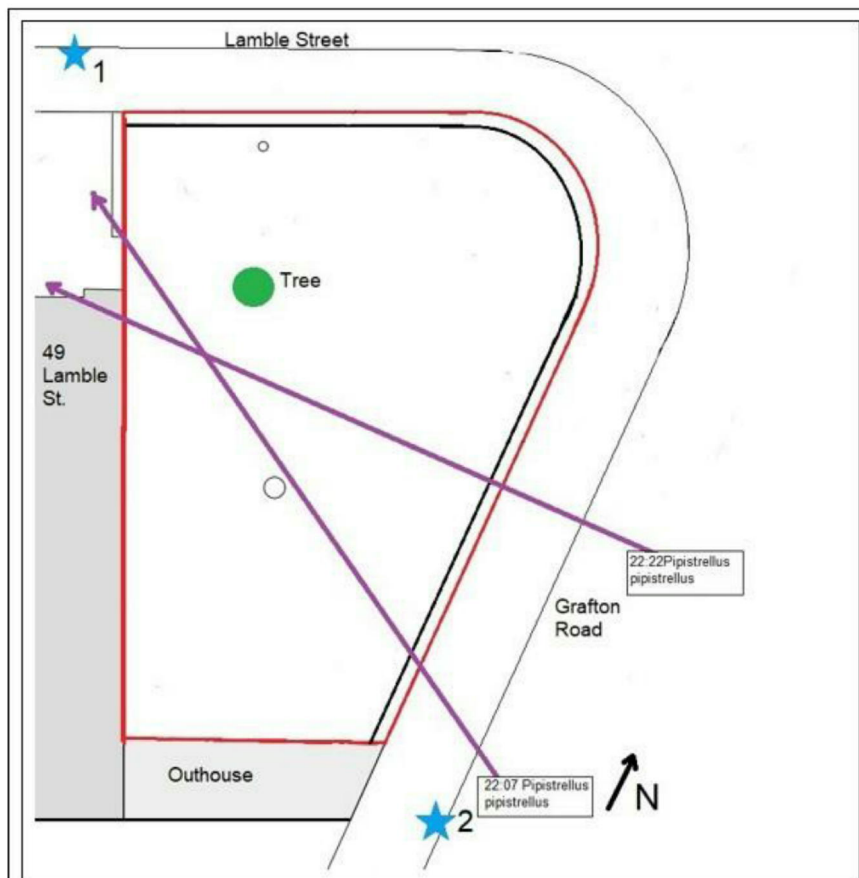 Lamble Street
1
Tree
49
Lamble
St.
22:22Pipistrellus
pipistrellus
Grafton
Road
Outhouse
22:07 Pipistrellus
pipistrellus
2
N